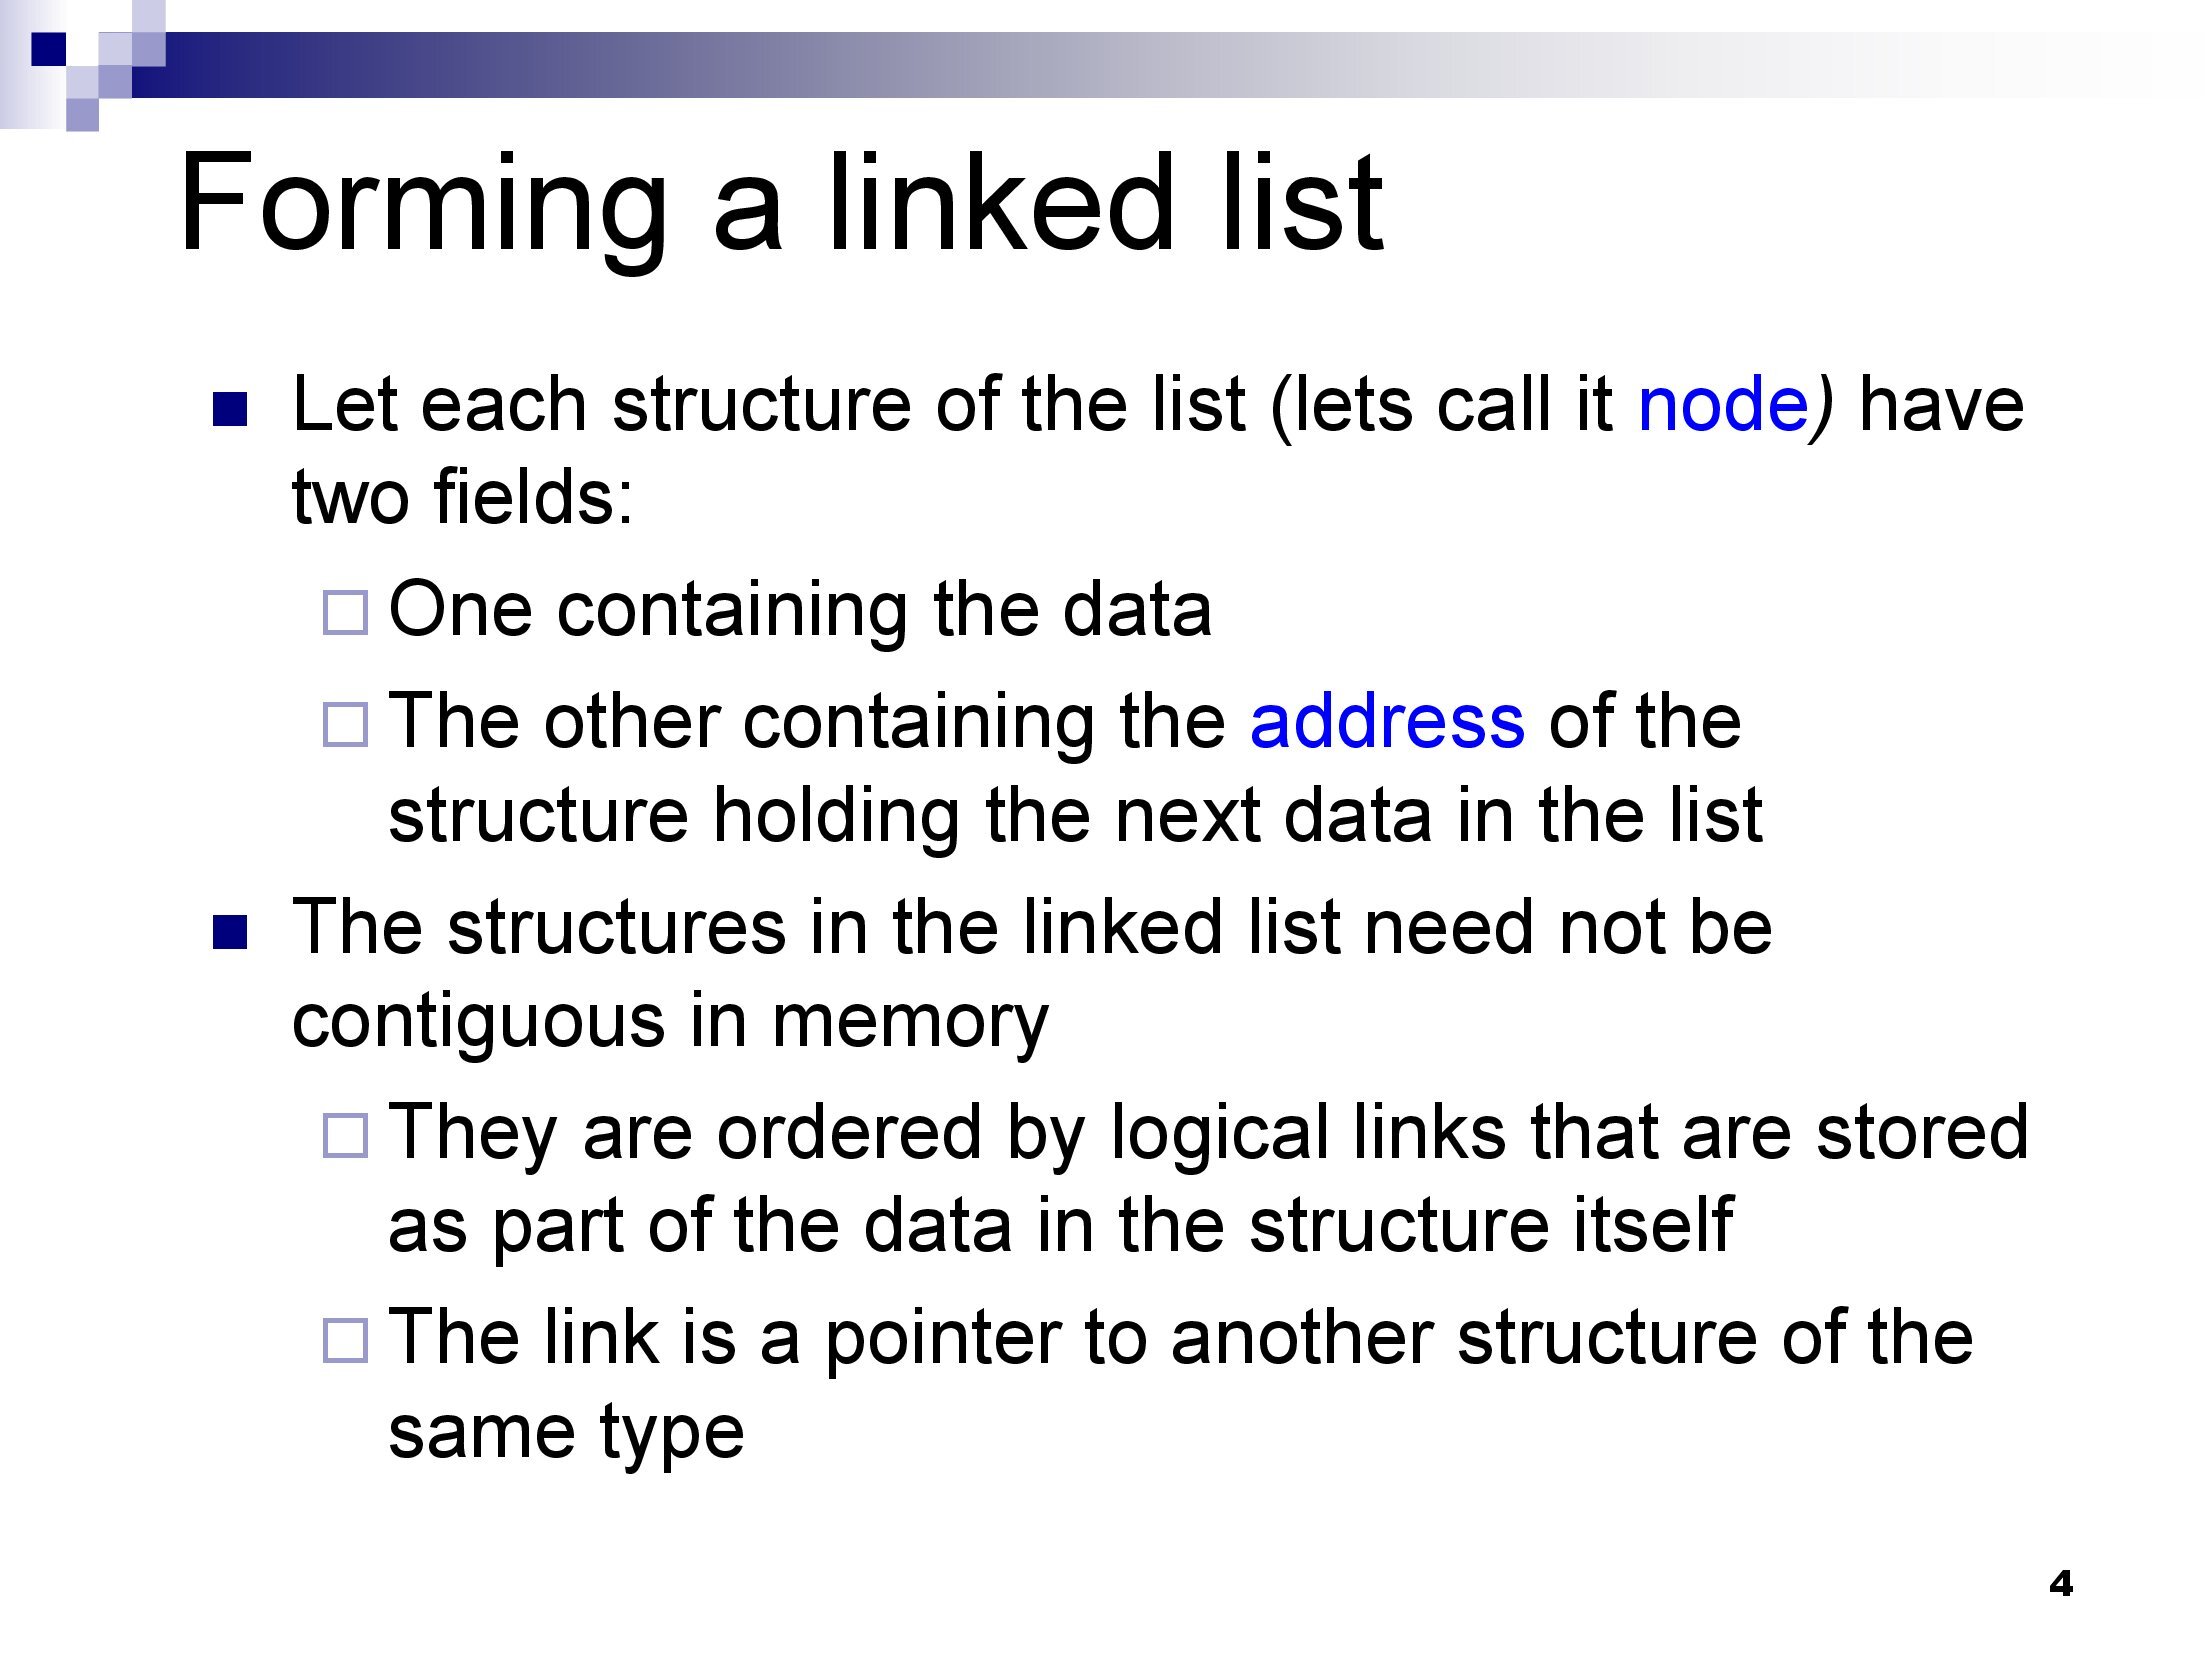 Forming a linked list
Let each structure of the list (lets call it node) have
two fields:
One containing the data
The other containing the address of the
structure holding the next data in the list
The structures in the linked list need not be
contiguous in memory
They are ordered by logical links that are stored
as part of the data in the structure itself
The link is a pointer to another structure of the
same type
4